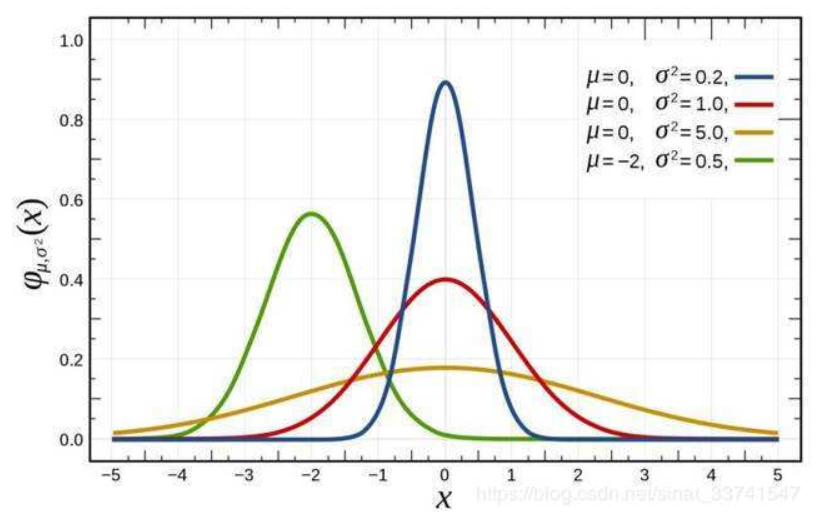 1.0
0.8
0.6
0.4
0.2
0.0
φμ,σ²(x)
μ=0, σ²=0.2,
μ=0, σ²=1.0,
μ=0, σ²=5.0,
μ=−2, σ²=0.5,
−5 −4 −3 −2 −1 0 1 2 3 4 5
x
https://blog.csdn.net/sinat_33741547